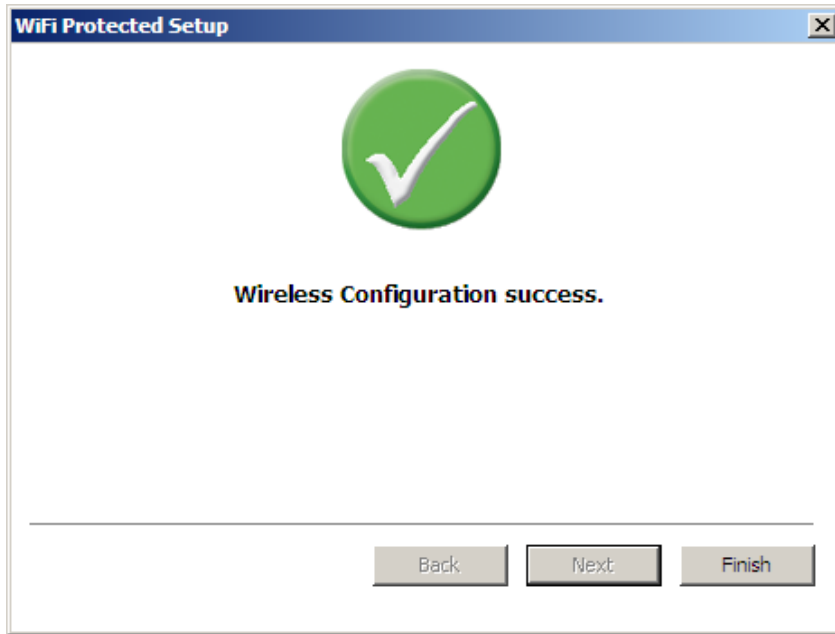 WiFi Protected Setup
Wireless Configuration success.
Back Next Finish